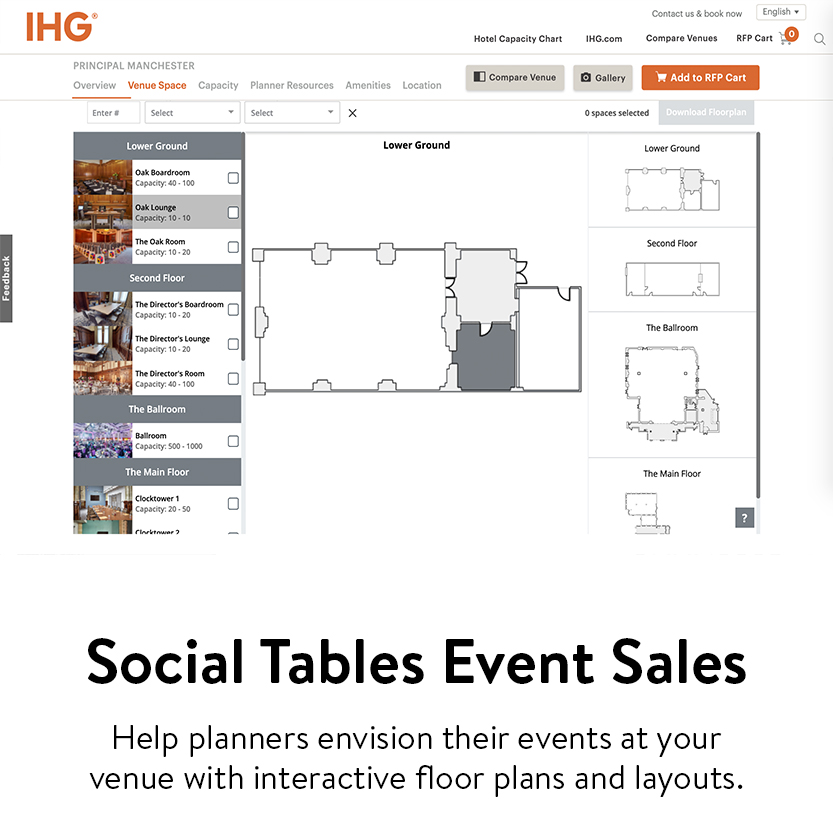 IHG®
Contact us & book now
English
Hotel Capacity Chart
IHG.com
Compare Venues
RFP Cart
0
PRINCIPAL MANCHESTER
Overview
Venue Space
Capacity
Planner Resources
Amenities
Location
Compare Venue
Gallery
Add to RFP Cart
Enter #
Select
Select
0 spaces selected
Download Floorplan
Feedback
Lower Ground
Oak Boardroom
Capacity: 40 - 100
Oak Lounge
Capacity: 10 - 10
The Oak Room
Capacity: 10 - 20
Second Floor
The Director's Boardroom
Capacity: 10 - 20
The Director's Lounge
Capacity: 10 - 20
The Director's Room
Capacity: 40 - 100
The Ballroom
Ballroom
Capacity: 500 - 1000
The Main Floor
Clocktower 1
Capacity: 20 - 50
Clocktower 2
Lower Ground
Lower Ground
Second Floor
The Ballroom
The Main Floor
?
Social Tables Event Sales
Help planners envision their events at your
venue with interactive floor plans and layouts.